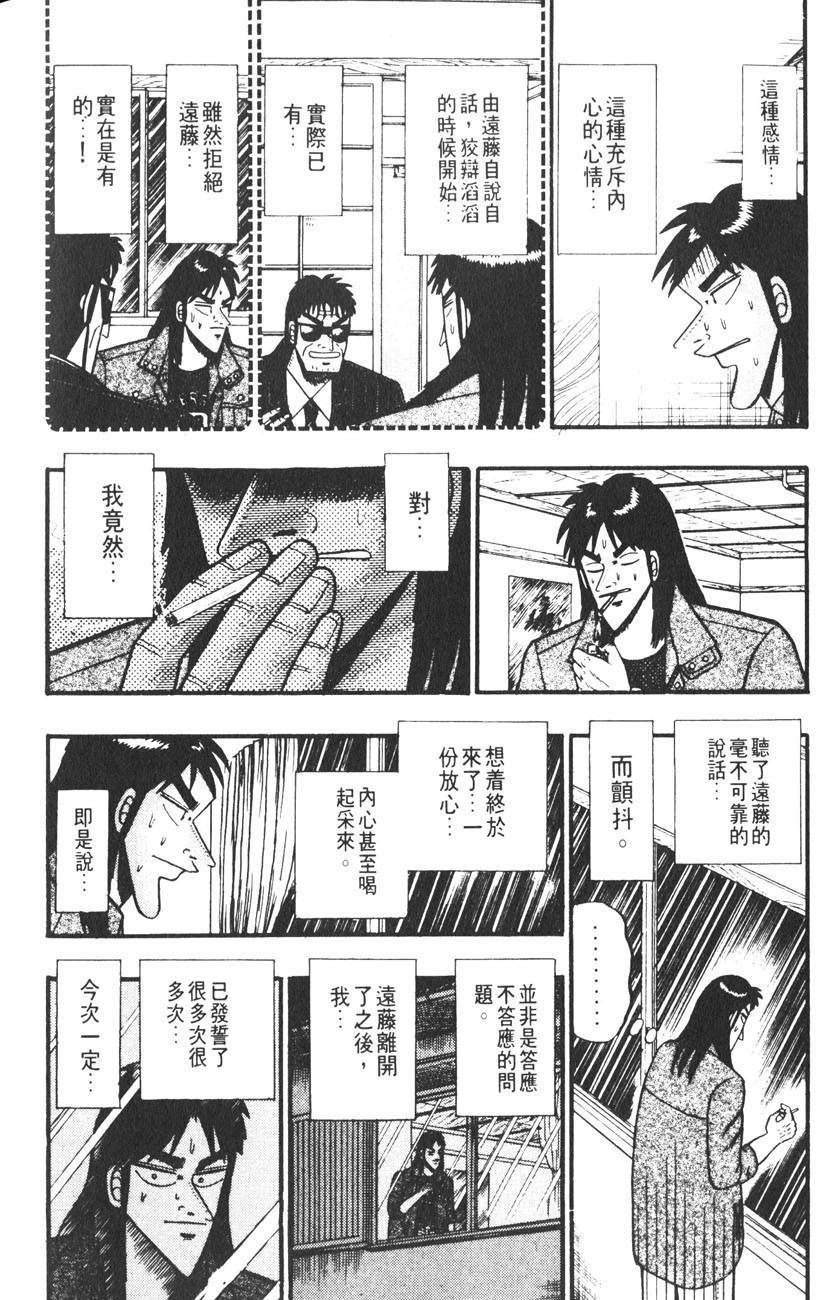 這種感情…
這種充斥內
心的心情…
由遠藤自說自
話，狡辯滔滔
的時候開始…
實際已
有…
雖然拒絕
遠藤…
實在是有
的…！
對…
我竟然…
聽了遠藤的
毫不可靠的
說話…
而顫抖。
………
想着終於
來了…一
份放心…
內心甚至喝
起采來。
即是說…
並非是答應
不答應的問
題。
遠藤離開
了之後，
我…
已發誓了
很多次很
多次…
今次一定…